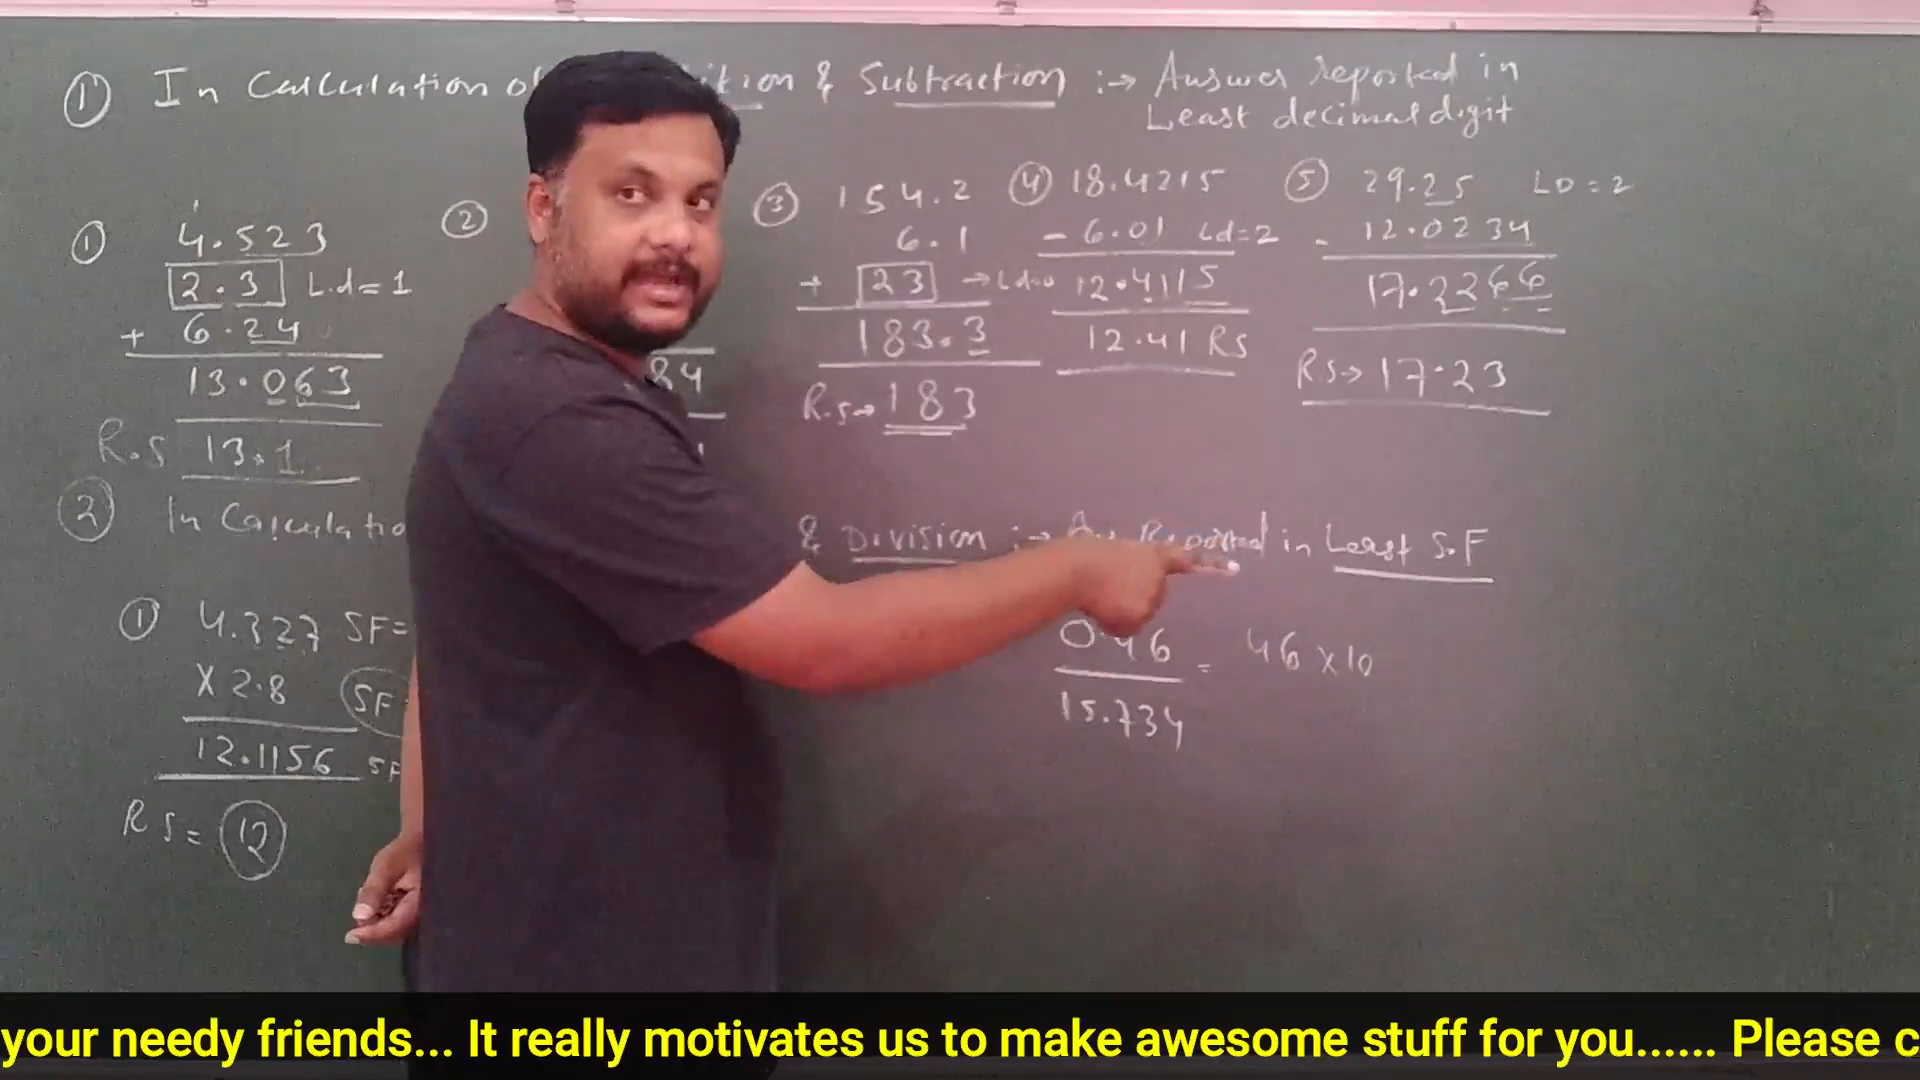 ① In Calculation of ition & Subtraction :→ Answer reported in
Least decimal digit
① 4.523
2.3 L.d = 1
+ 6.24
13.063
R.S 13.1
②
84
③ 154.2
6.1
+ 23 → Ld=0
183.3
R.S→ 183
④ 18.4215
- 6.01 Ld=2
12.4115
12.41 RS
⑤ 29.25 LD = 2
- 12.0234
17.2266
RS→ 17.23
② In Calculatio & Division :→ Reported in Least S.F
① 4.327 SF=
X 2.8 SF
12.1156 SF
RS = 12
0.46
15.734
= 46 x 10
your needy friends... It really motivates us to make awesome stuff for you...... Please c